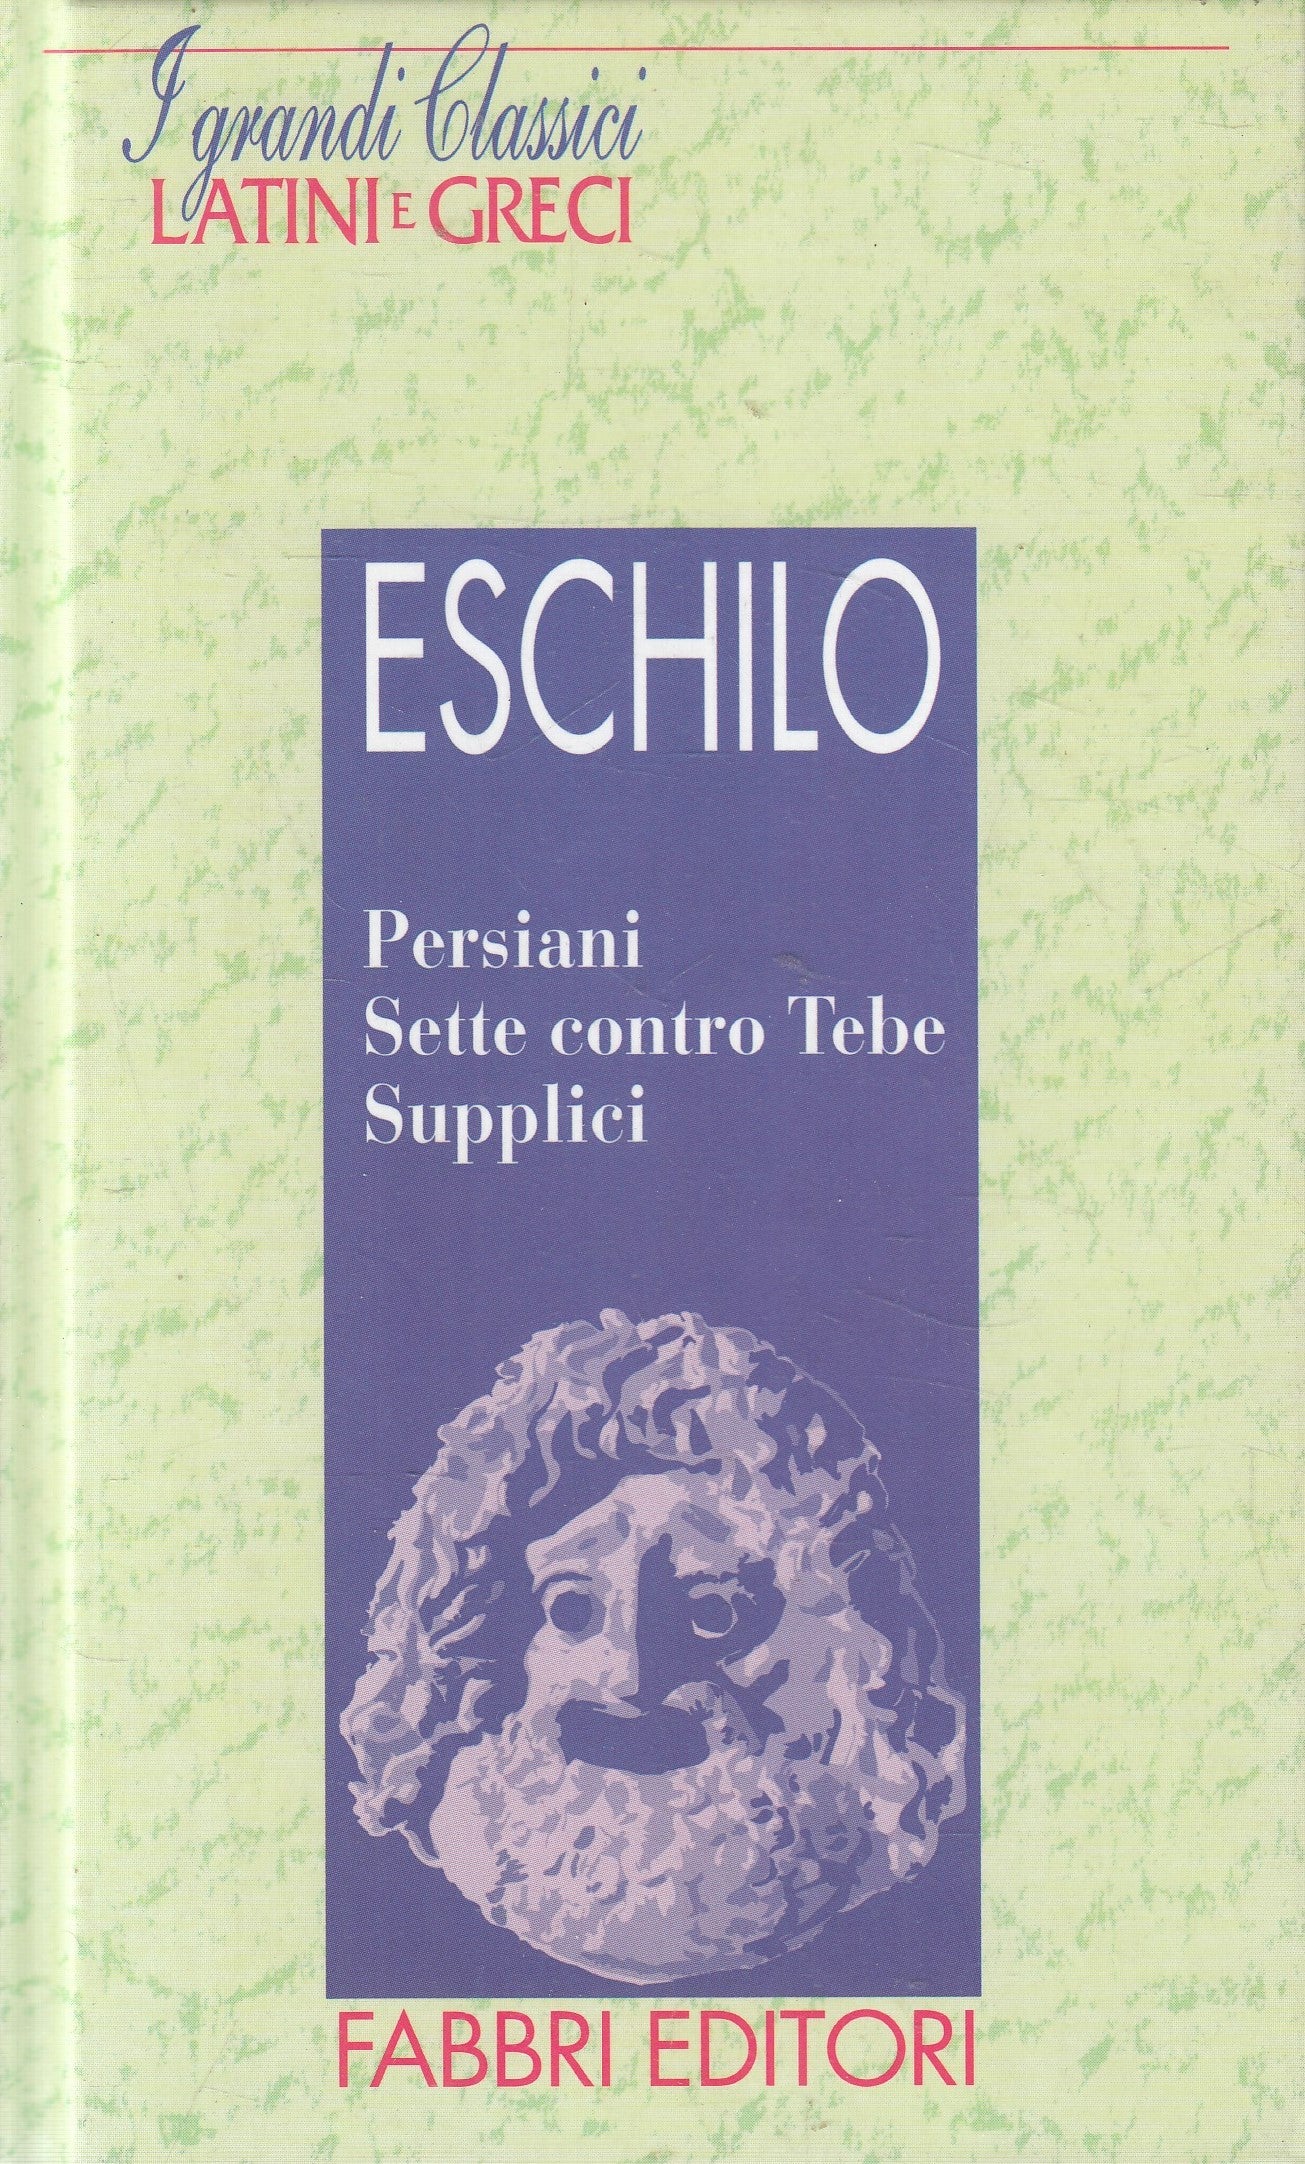 I grandi Classici
LATINI E GRECI
ESCHILO
Persiani
Sette contro Tebe
Supplici
FABBRI EDITORI